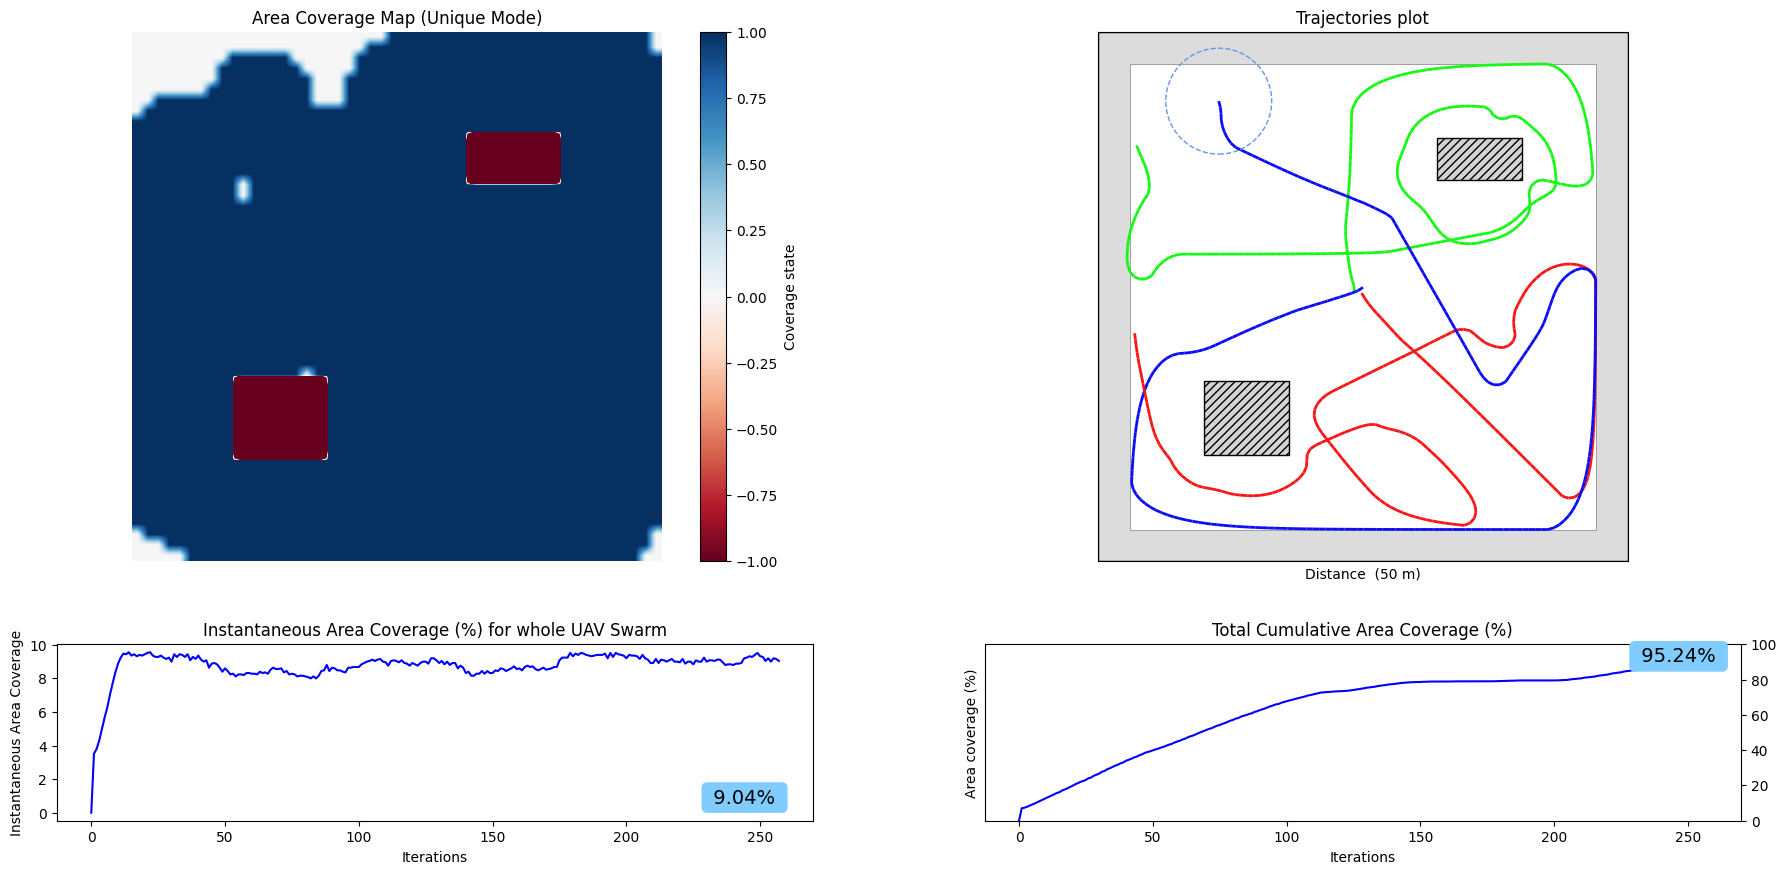 Area Coverage Map (Unique Mode)
1.00
0.75
0.50
0.25
0.00
−0.25
−0.50
−0.75
−1.00
Coverage state
Trajectories plot
Distance  (50 m)
Instantaneous Area Coverage (%) for whole UAV Swarm
Instantaneous Area Coverage
10
8
6
4
2
0
9.04%
0 50 100 150 200 250
Iterations
Total Cumulative Area Coverage (%)
Area coverage (%)
95.24%
100
80
60
40
20
0
0 50 100 150 200 250
Iterations